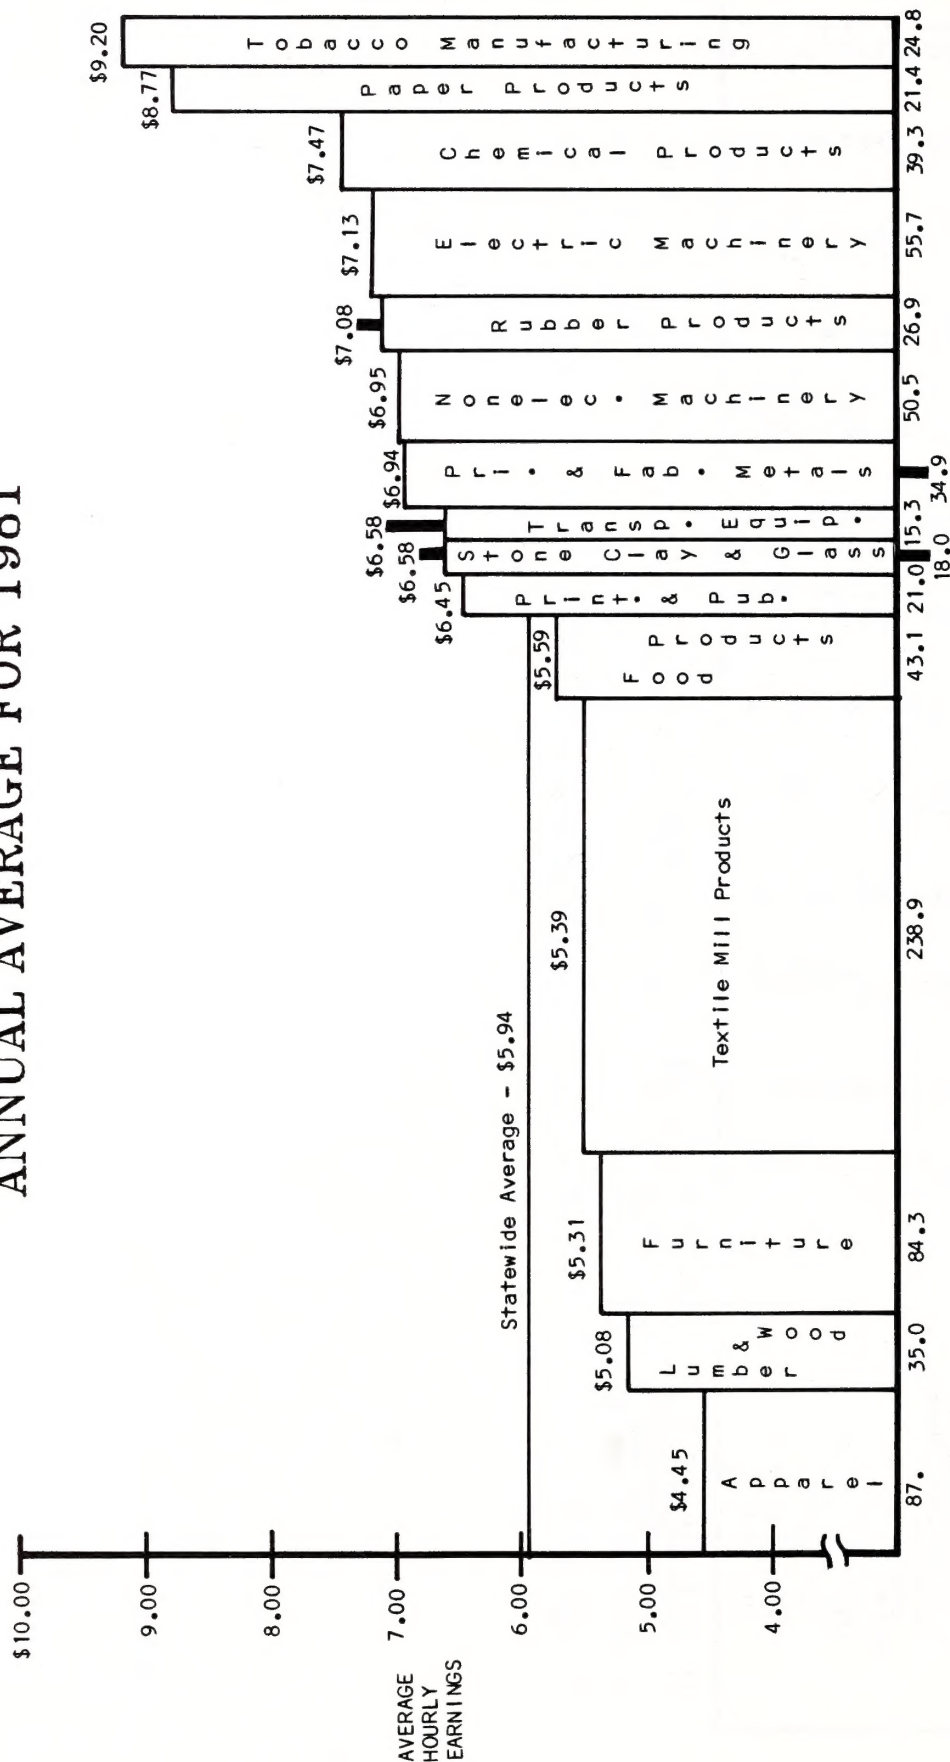 ANNUAL AVERAGE FOR 1981
$10.00
9.00
8.00
7.00
6.00
5.00
4.00
AVERAGE
HOURLY
EARNINGS
Statewide Average - $5.94
$4.45
Apparel
87.
$5.08
Lumber
&
Wood
35.0
$5.31
Furniture
84.3
$5.39
Textile Mill Products
238.9
$5.59
Food
Products
43.1
$6.45
Print. & Pub.
21.0
$6.58
Stone Clay & Glass
18.0
$6.58
Transp. Equip.
15.3
$6.94
Pri. & Fab. Metals
34.9
$6.95
Nonelec. Machinery
50.5
$7.08
Rubber Products
26.9
$7.13
Electric Machinery
55.7
$7.47
Chemical Products
39.3
$8.77
Paper Products
21.4
$9.20
Tobacco Manufacturing
24.8